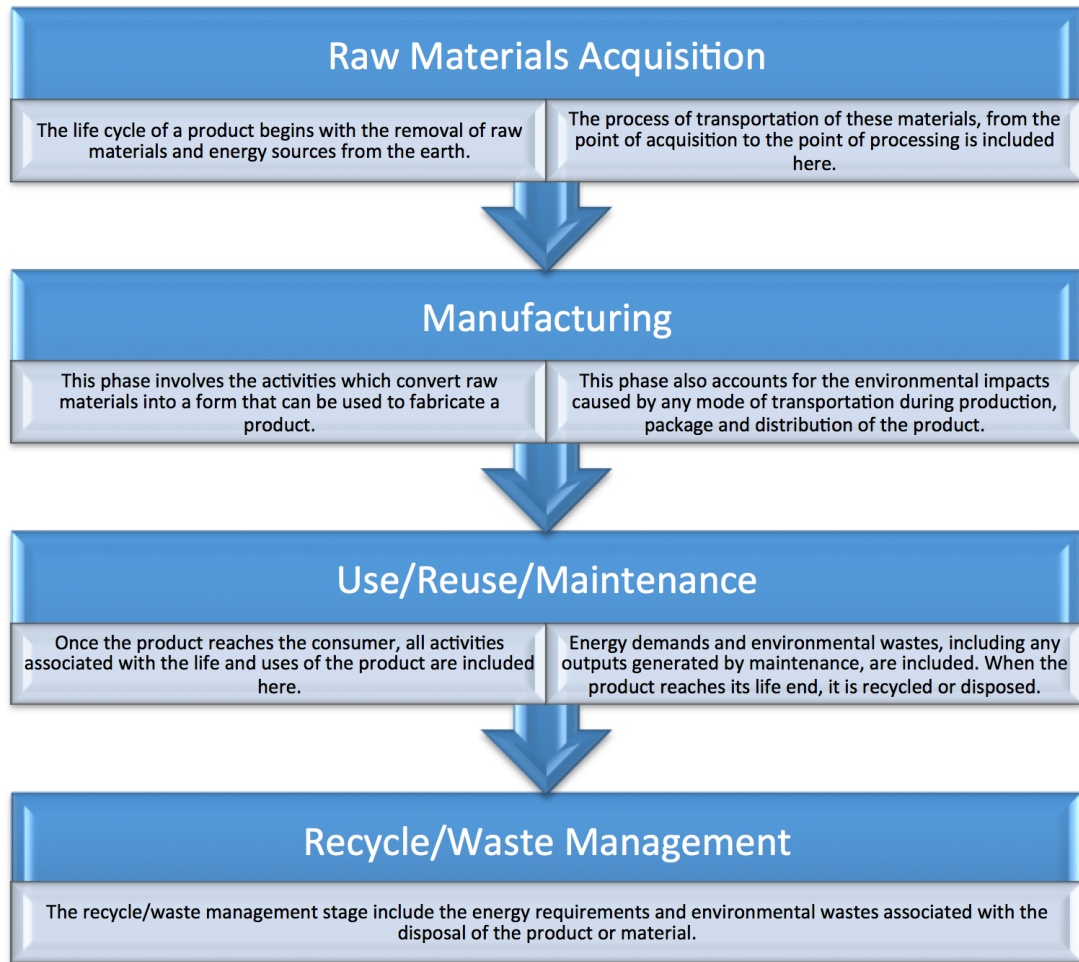 Raw Materials Acquisition
The life cycle of a product begins with the removal of raw
materials and energy sources from the earth.
The process of transportation of these materials, from the
point of acquisition to the point of processing is included
here.
Manufacturing
This phase involves the activities which convert raw
materials into a form that can be used to fabricate a
product.
This phase also accounts for the environmental impacts
caused by any mode of transportation during production,
package and distribution of the product.
Use/Reuse/Maintenance
Once the product reaches the consumer, all activities
associated with the life and uses of the product are included
here.
Energy demands and environmental wastes, including any
outputs generated by maintenance, are included. When the
product reaches its life end, it is recycled or disposed.
Recycle/Waste Management
The recycle/waste management stage include the energy requirements and environmental wastes associated with the
disposal of the product or material.